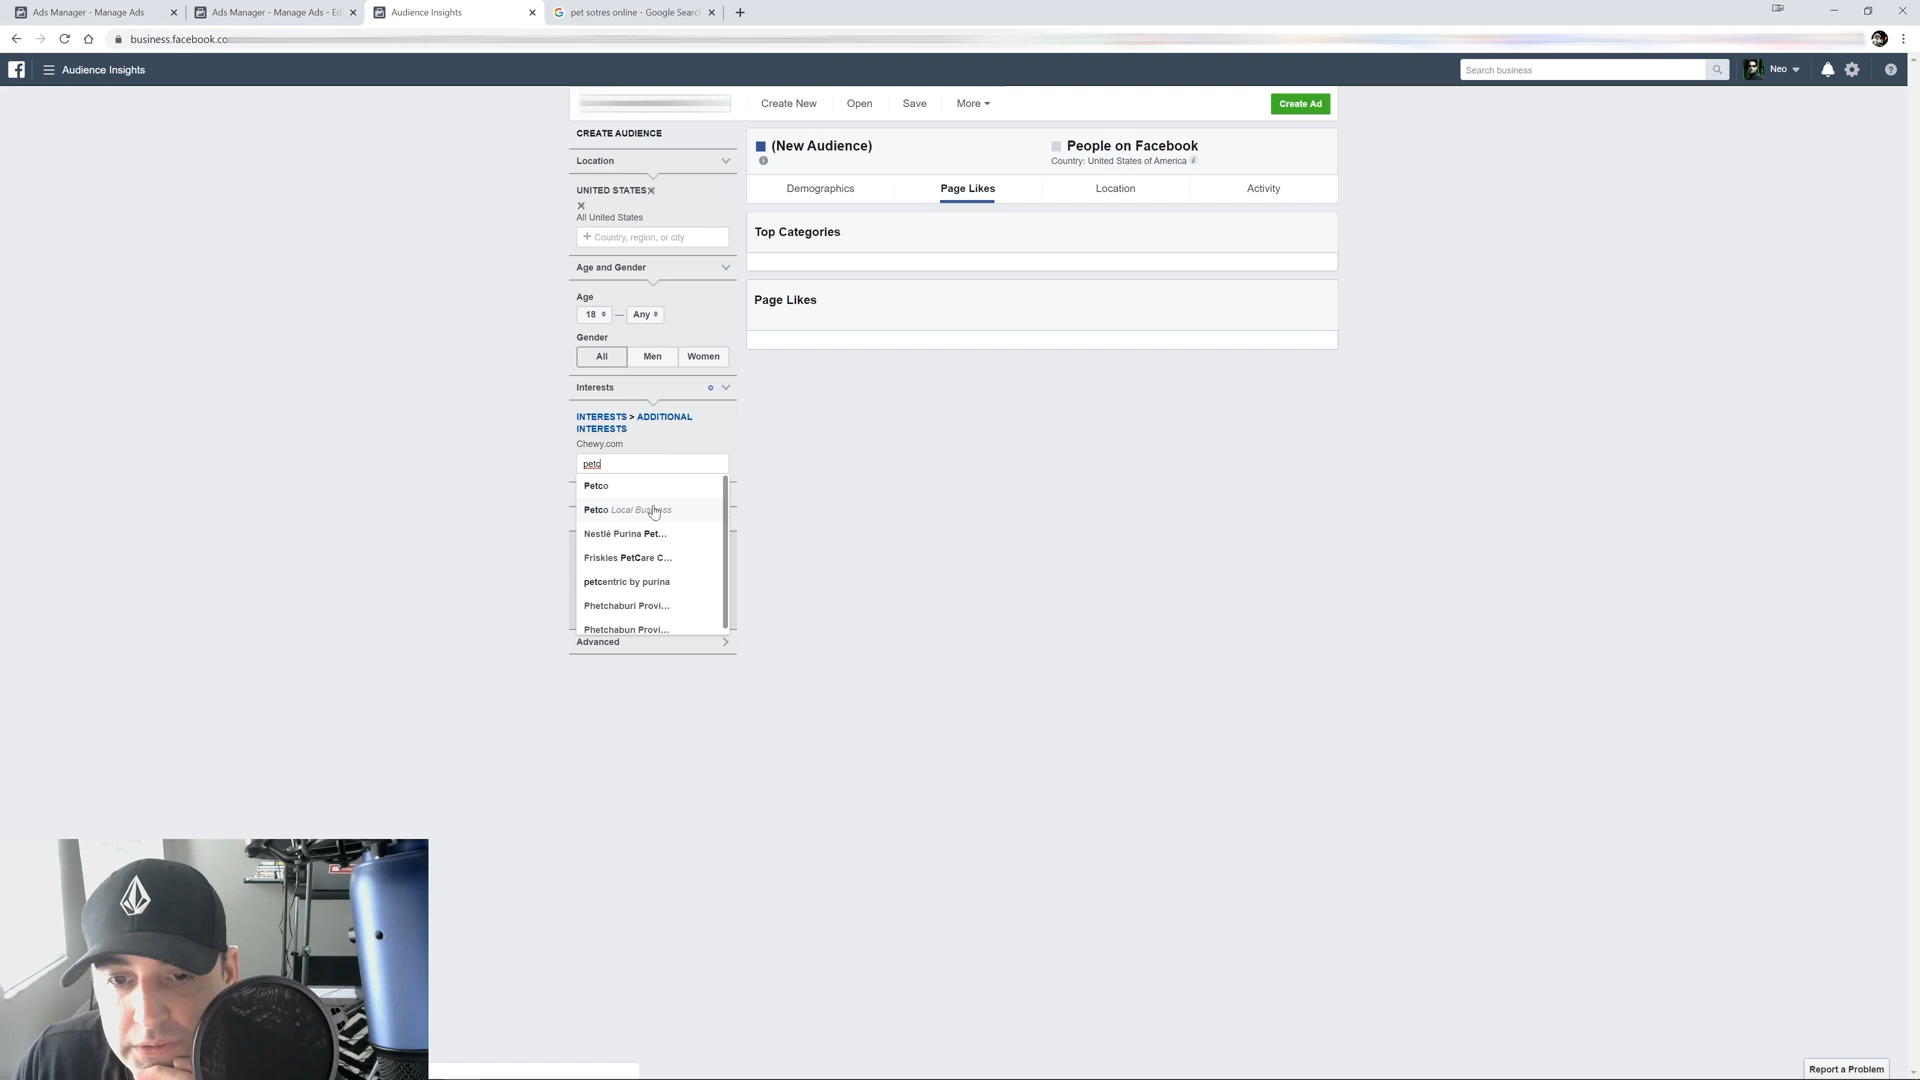 Ads Manager - Manage Ads
Ads Manager - Manage Ads - Ed
Audience Insights
pet sotres online - Google Searc
business.facebook.co
Audience Insights
Search business
Neo
Create New
Open
Save
More
Create Ad
CREATE AUDIENCE
Location
UNITED STATES
All United States
Country, region, or city
Age and Gender
Age
18 — Any
Gender
All
Men
Women
Interests
INTERESTS > ADDITIONAL
INTERESTS
Chewy.com
petc
Petco
Petco Local Business
Nestlé Purina Pet...
Friskies PetCare C...
petcentric by purina
Phetchaburi Provi...
Phetchabun Provi...
Advanced
(New Audience)
People on Facebook
Country: United States of America
Demographics
Page Likes
Location
Activity
Top Categories
Page Likes
Report a Problem